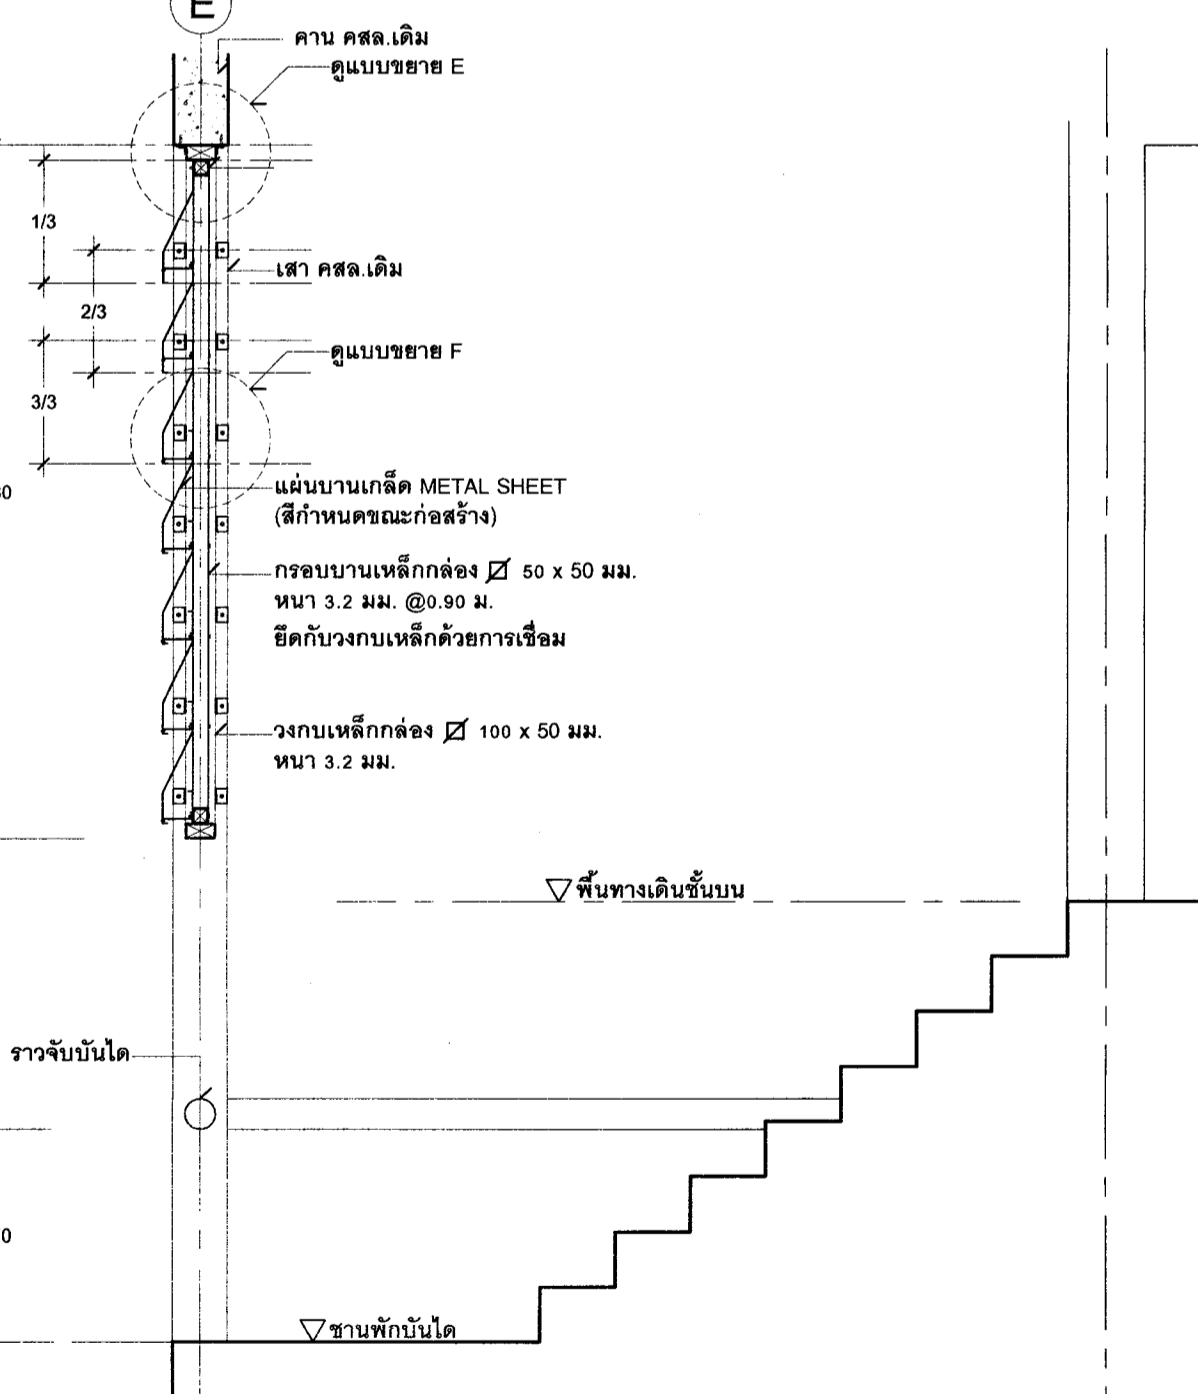 E
คาน คสล.เดิม
ดูแบบขยาย E
1/3
เสา คสล.เดิม
2/3
ดูแบบขยาย F
3/3
แผ่นบานเกล็ด METAL SHEET
(สีกำหนดขณะก่อสร้าง)
กรอบบานเหล็กกล่อง 50 x 50 มม.
หนา 3.2 มม. @0.90 ม.
ยึดกับวงกบเหล็กด้วยการเชื่อม
วงกบเหล็กกล่อง 100 x 50 มม.
หนา 3.2 มม.
พื้นทางเดินชั้นบน
ราวจับบันได
0
ชานพักบันได